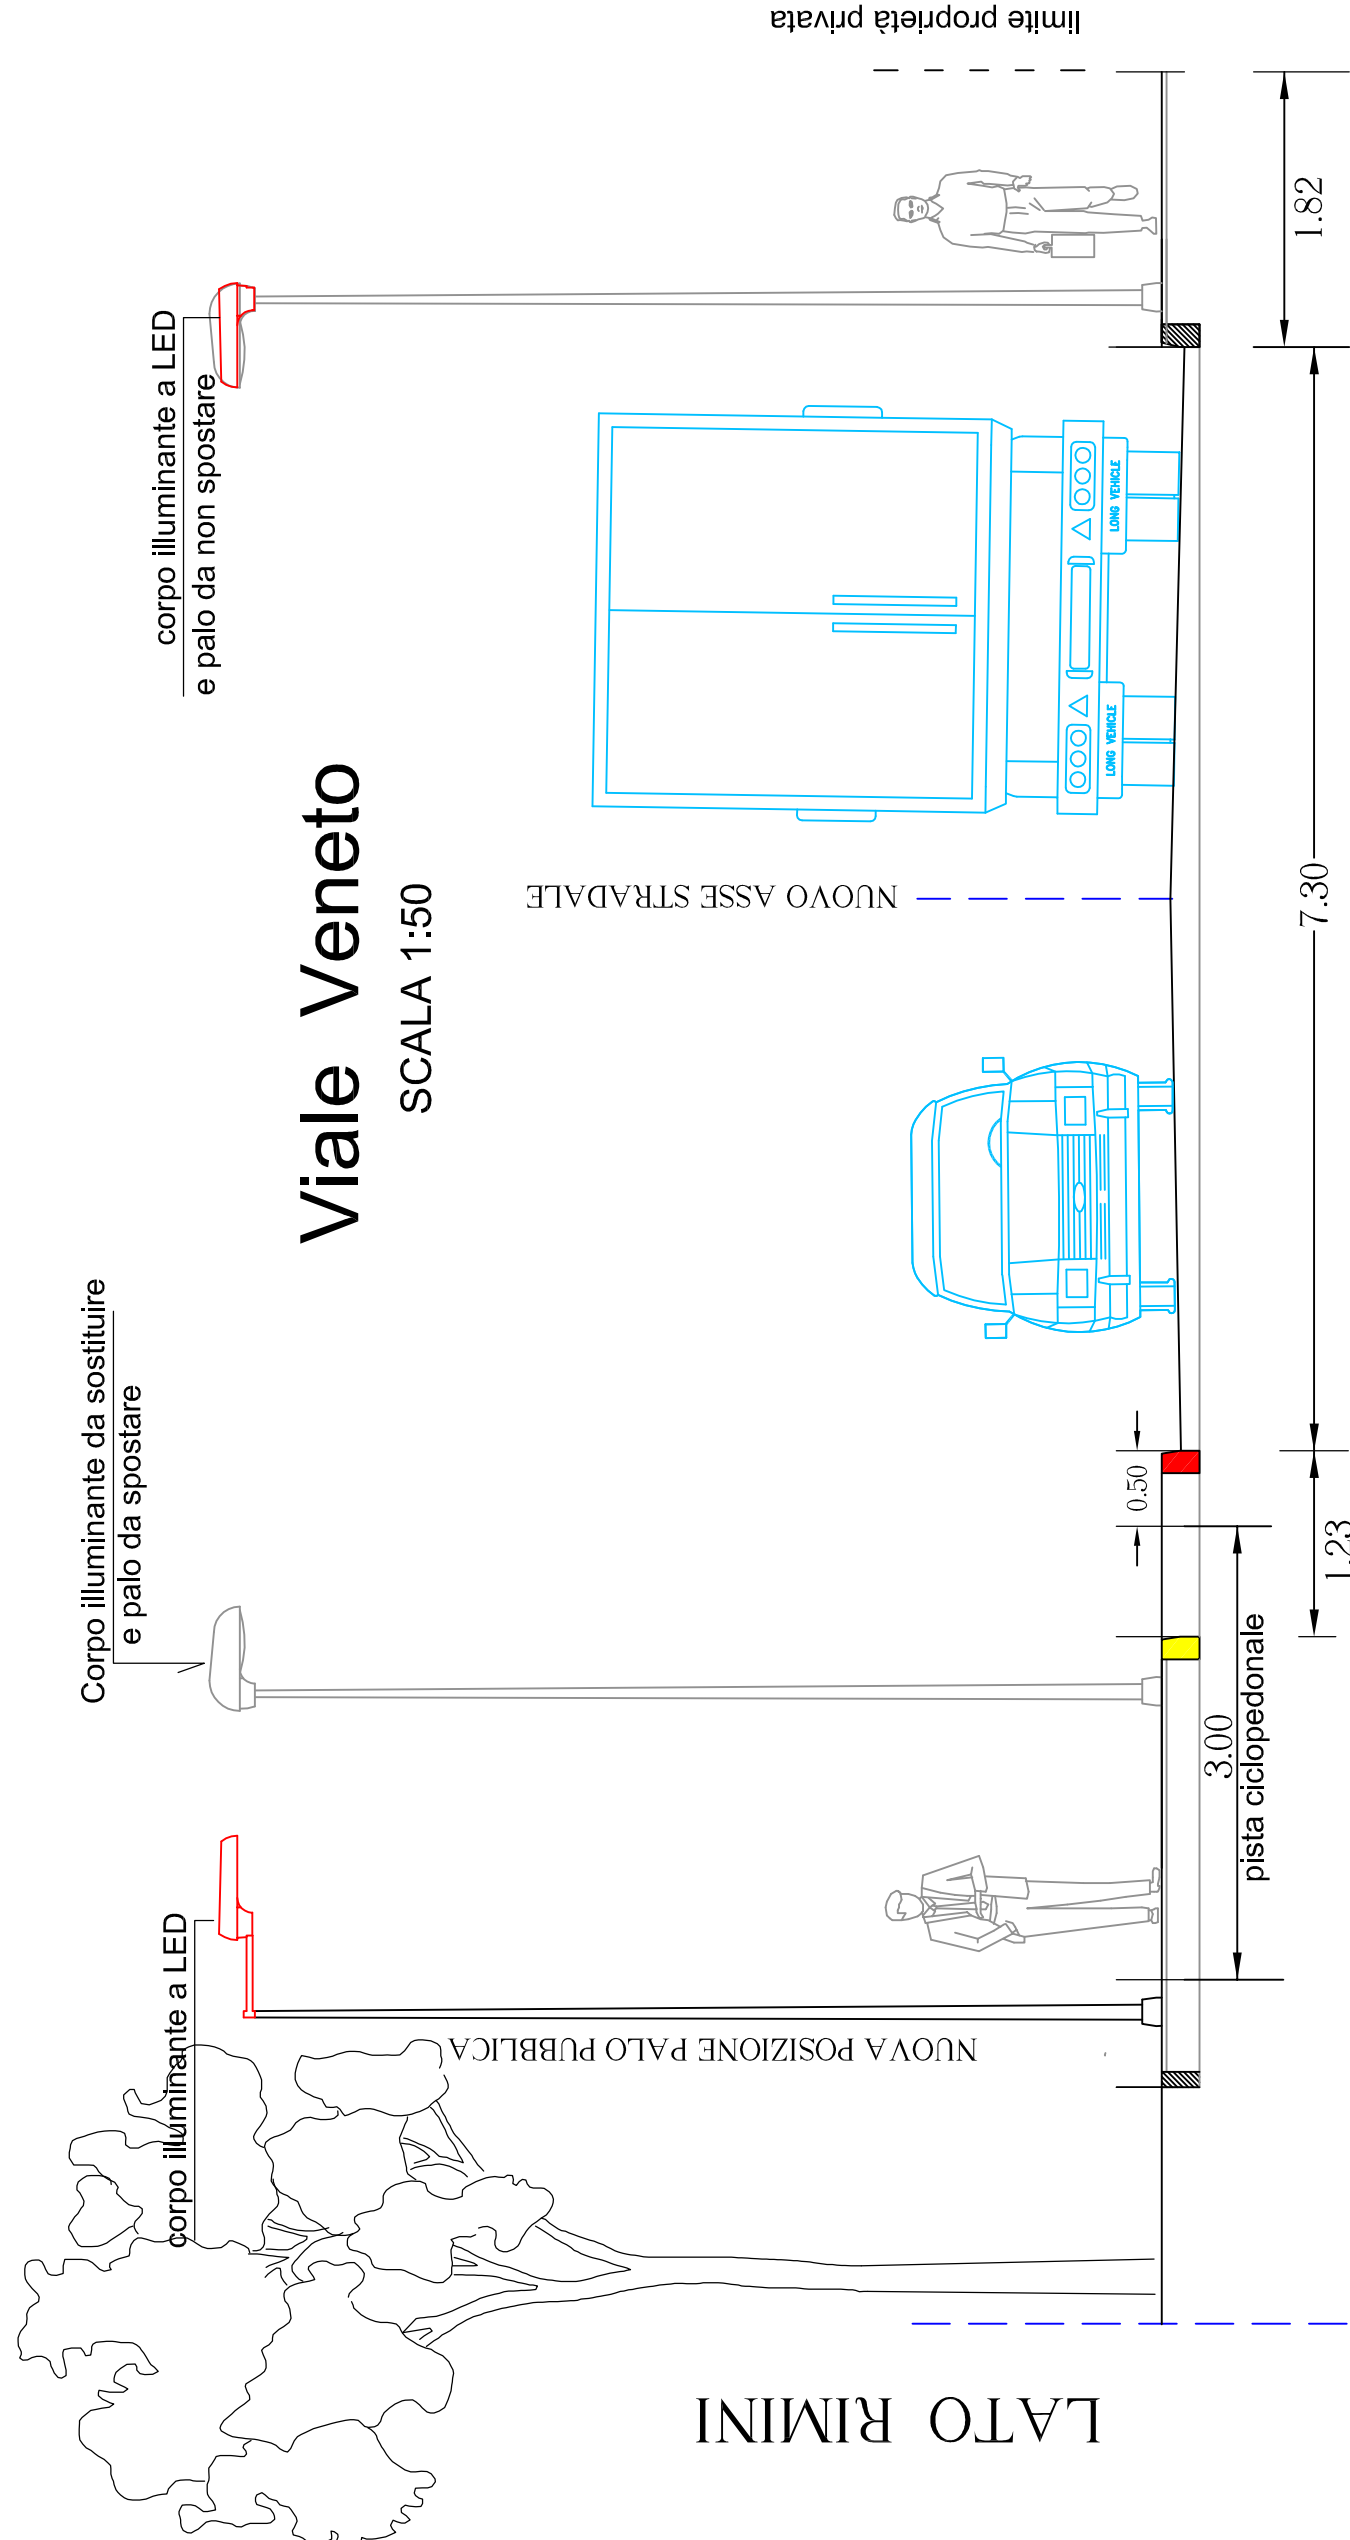 limite proprietà privata
corpo illuminante a LED
e palo da non spostare
1.82
LONG VEHICLE
LONG VEHICLE
Viale Veneto
SCALA 1:50
NUOVO ASSE STRADALE
7.30
Corpo illuminante da sostituire
e palo da spostare
0.50
1.23
3.00
pista ciclopedonale
corpo illuminante a LED
NUOVA POSIZIONE PALO PUBBLICA
LATO RIMINI